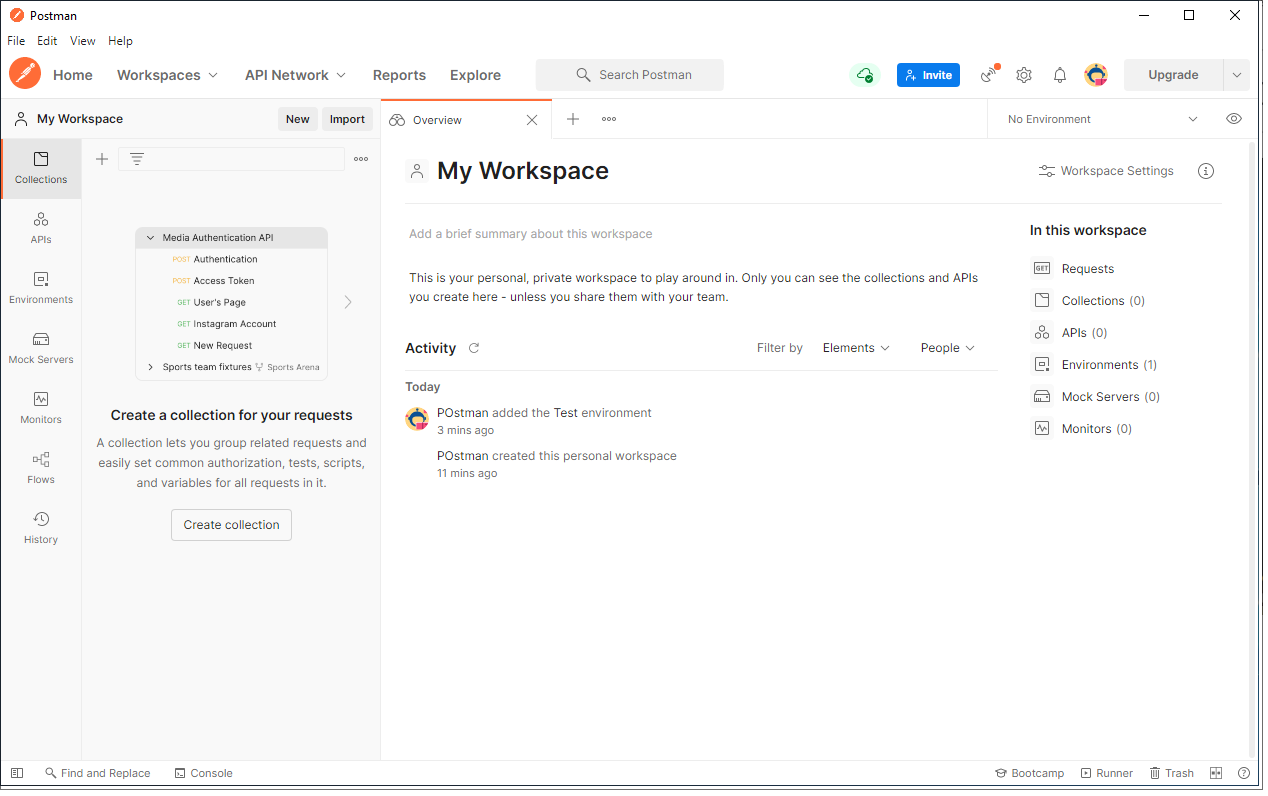 Postman
File Edit View Help
Home Workspaces API Network Reports Explore Search Postman Invite Upgrade
My Workspace New Import Overview No Environment
Collections
APIs
Environments
Mock Servers
Monitors
Flows
History
Media Authentication API
POST Authentication
POST Access Token
GET User's Page
GET Instagram Account
GET New Request
Sports team fixtures Sports Arena
Create a collection for your requests
A collection lets you group related requests and
easily set common authorization, tests, scripts,
and variables for all requests in it.
Create collection
My Workspace
Workspace Settings
Add a brief summary about this workspace
This is your personal, private workspace to play around in. Only you can see the collections and APIs
you create here - unless you share them with your team.
Activity Filter by Elements People
Today
POstman added the Test environment
3 mins ago
POstman created this personal workspace
11 mins ago
In this workspace
GET Requests
Collections (0)
APIs (0)
Environments (1)
Mock Servers (0)
Monitors (0)
Find and Replace Console Bootcamp Runner Trash